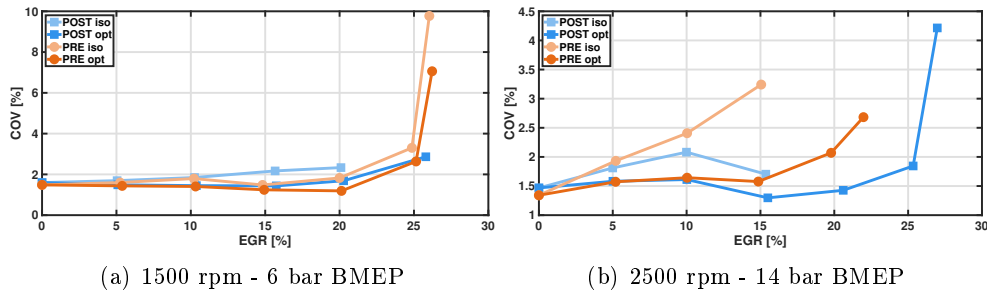 10
8
6
4
2
0
COV [%]
POST iso
POST opt
PRE iso
PRE opt
0 5 10 15 20 25 30
EGR [%]
(a) 1500 rpm - 6 bar BMEP
5
4.5
4
3.5
3
2.5
2
1.5
1
COV [%]
POST iso
POST opt
PRE iso
PRE opt
0 5 10 15 20 25 30
EGR [%]
(b) 2500 rpm - 14 bar BMEP